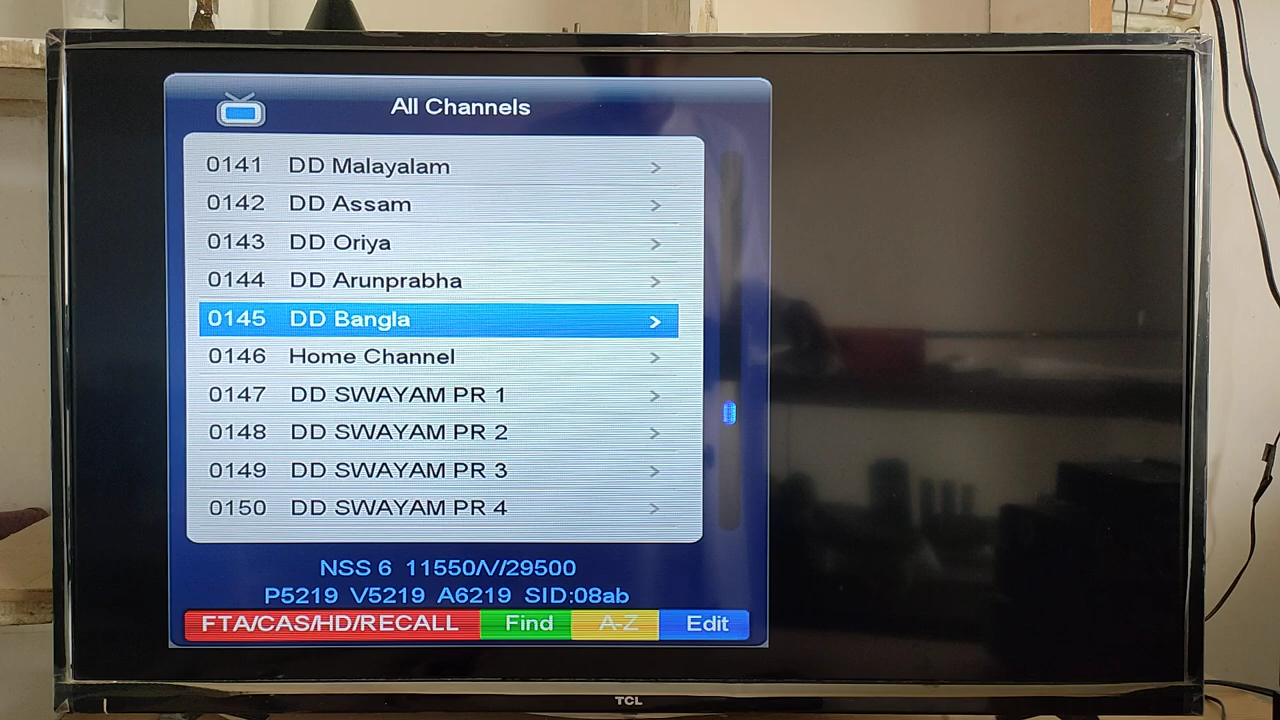 All Channels
0141 DD Malayalam >
0142 DD Assam >
0143 DD Oriya >
0144 DD Arunprabha >
0145 DD Bangla >
0146 Home Channel >
0147 DD SWAYAM PR 1 >
0148 DD SWAYAM PR 2 >
0149 DD SWAYAM PR 3 >
0150 DD SWAYAM PR 4 >
NSS 6 11550/V/29500
P5219 V5219 A6219 SID:08ab
FTA/CAS/HD/RECALL Find A-Z Edit
TCL